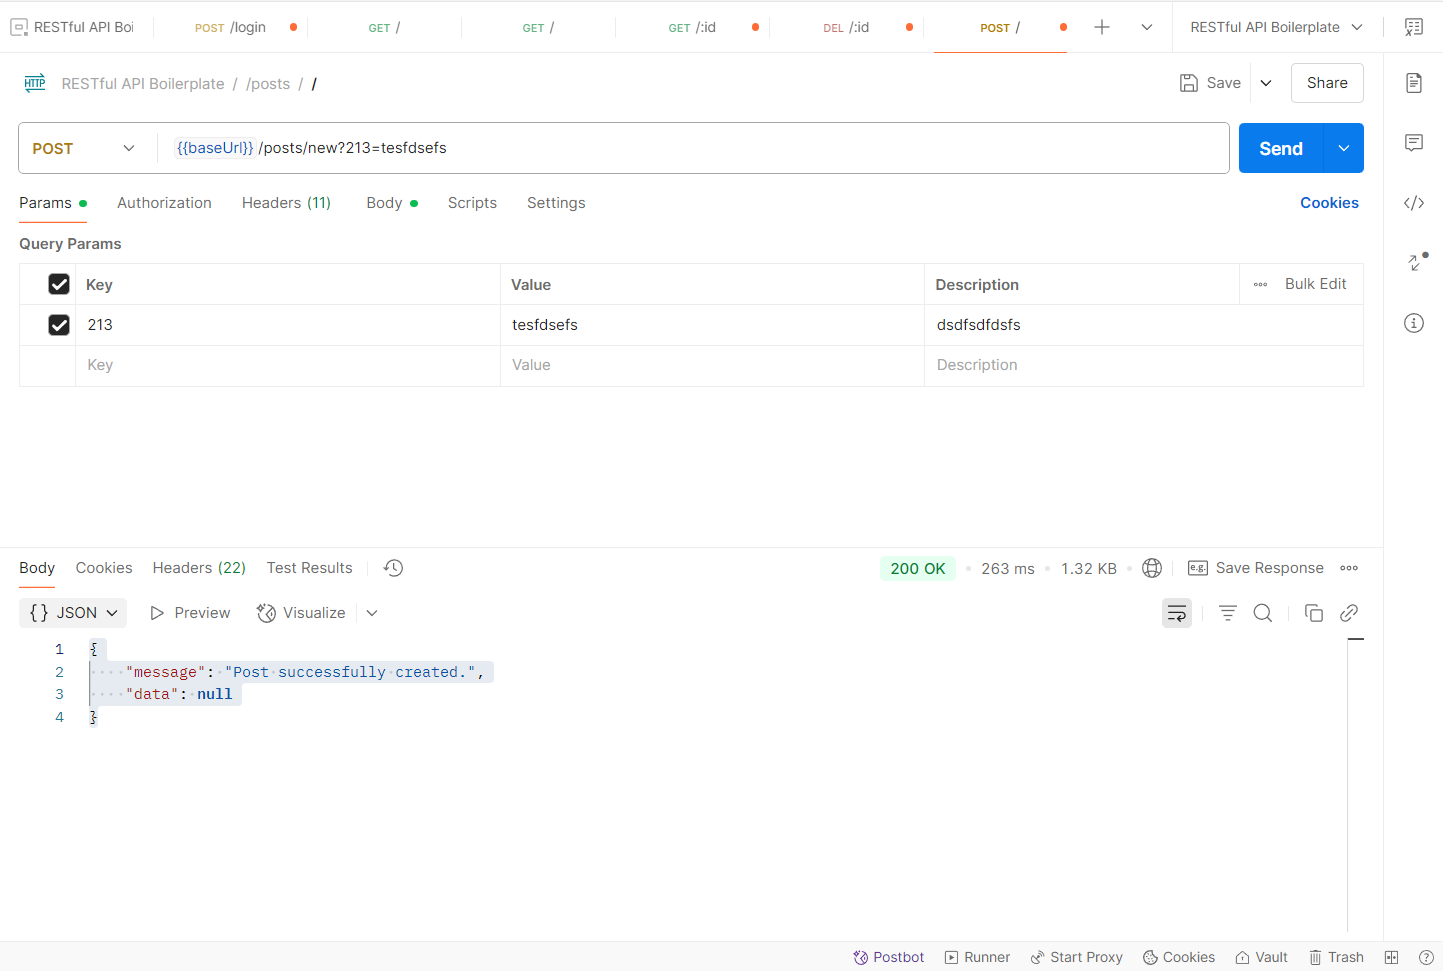 RESTful API Boi
POST /login
GET /
GET /
GET /:id
DEL /:id
POST /
RESTful API Boilerplate
HTTP RESTful API Boilerplate / /posts / /
Save
Share
POST
{{baseUrl}} /posts/new?213=tesfdsefs
Send
Params
Authorization
Headers (11)
Body
Scripts
Settings
Cookies
Query Params
Key Value Description Bulk Edit
213 tesfdsefs dsdfsdfdsfs
Key Value Description
Body
Cookies
Headers (22)
Test Results
200 OK
263 ms
1.32 KB
e.g. Save Response
{} JSON
Preview
Visualize
1 {
2 "message": "Post successfully created.",
3 "data": null
4 }
Postbot
Runner
Start Proxy
Cookies
Vault
Trash